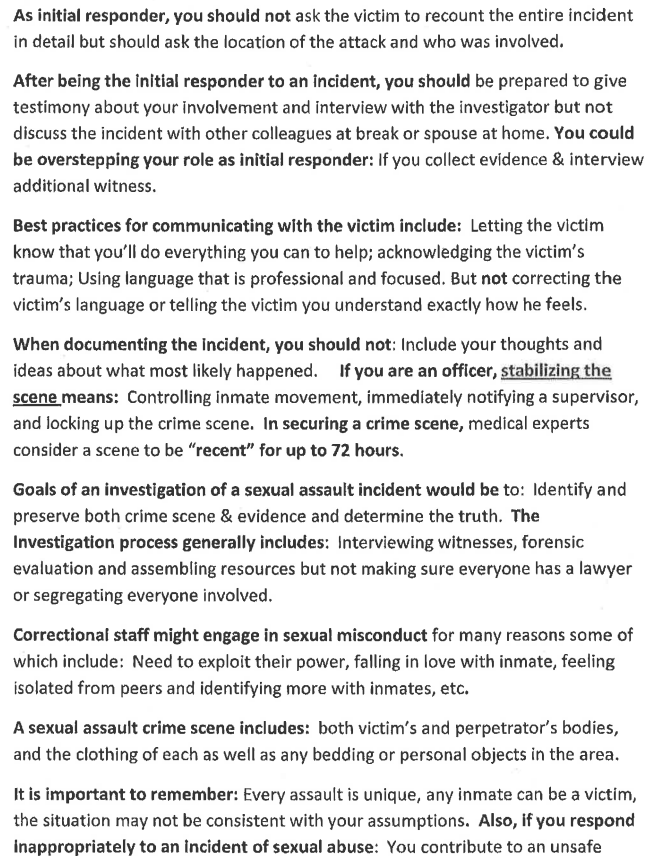 As initial responder, you should not ask the victim to recount the entire incident
in detail but should ask the location of the attack and who was involved.
After being the initial responder to an incident, you should be prepared to give
testimony about your involvement and interview with the investigator but not
discuss the incident with other colleagues at break or spouse at home. You could
be overstepping your role as initial responder: If you collect evidence & interview
additional witness.
Best practices for communicating with the victim include: Letting the victim
know that you'll do everything you can to help; acknowledging the victim's
trauma; Using language that is professional and focused. But not correcting the
victim's language or telling the victim you understand exactly how he feels.
When documenting the incident, you should not: Include your thoughts and
ideas about what most likely happened. If you are an officer, stabilizing the
scene means: Controlling inmate movement, immediately notifying a supervisor,
and locking up the crime scene. In securing a crime scene, medical experts
consider a scene to be "recent" for up to 72 hours.
Goals of an investigation of a sexual assault incident would be to: Identify and
preserve both crime scene & evidence and determine the truth. The
Investigation process generally includes: Interviewing witnesses, forensic
evaluation and assembling resources but not making sure everyone has a lawyer
or segregating everyone involved.
Correctional staff might engage in sexual misconduct for many reasons some of
which include: Need to exploit their power, falling in love with inmate, feeling
isolated from peers and identifying more with inmates, etc.
A sexual assault crime scene includes: both victim's and perpetrator's bodies,
and the clothing of each as well as any bedding or personal objects in the area.
It is important to remember: Every assault is unique, any inmate can be a victim,
the situation may not be consistent with your assumptions. Also, if you respond
inappropriately to an incident of sexual abuse: You contribute to an unsafe